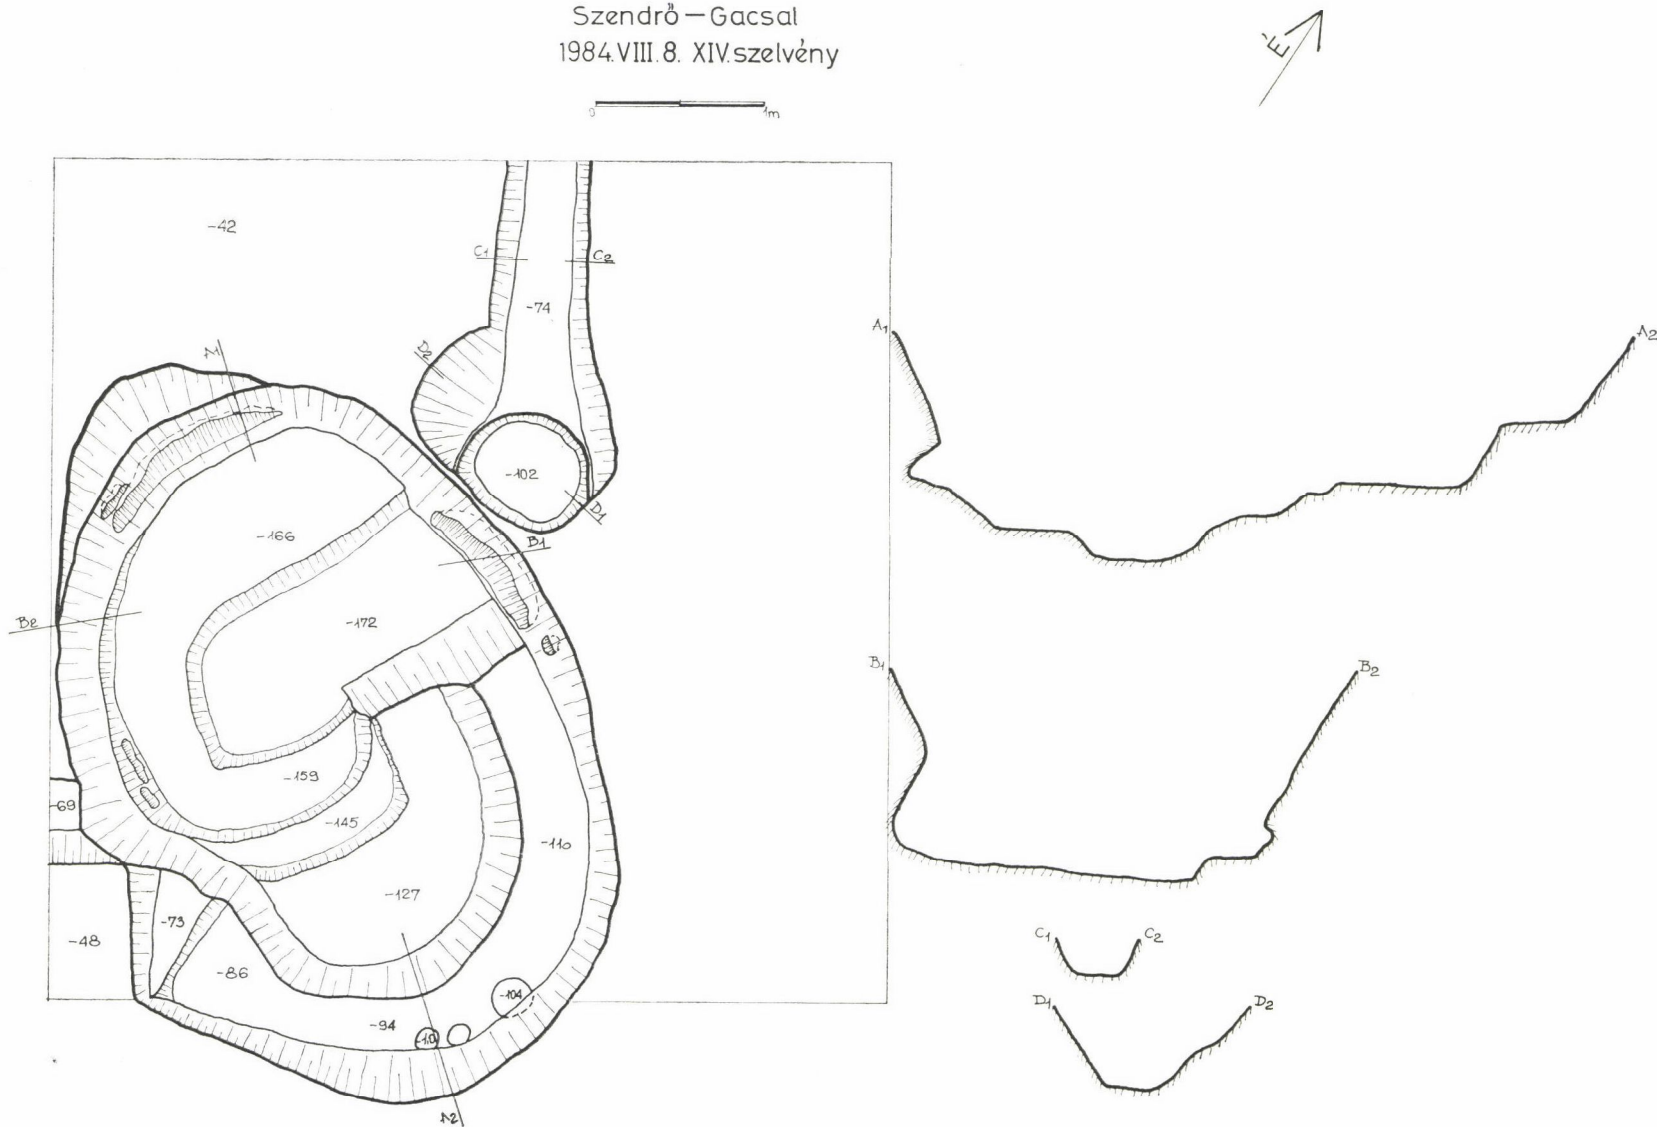 Szendrő–Gacsal
1984.VIII.8. XIV.szelvény
0 1m
É
-42
C1 C2
-74
D2
A1
-102
D1
B1
-166
B2
-172
-159
-69
-145
-110
-127
-73
-48
-86
-104
-94
-110
A2
A1 A2
B1 B2
C1 C2
D1 D2